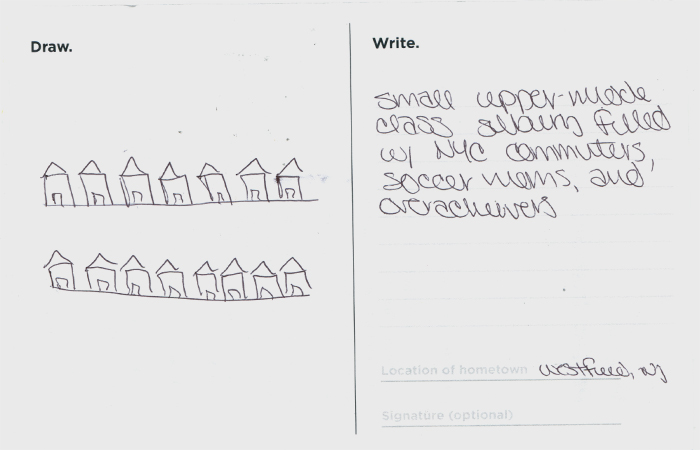 Draw.
Write.
small upper-middle
class suburb filled
w/ NYC commuters,
soccer moms, and
overachievers
Location of hometown westfield, NJ
Signature (optional)